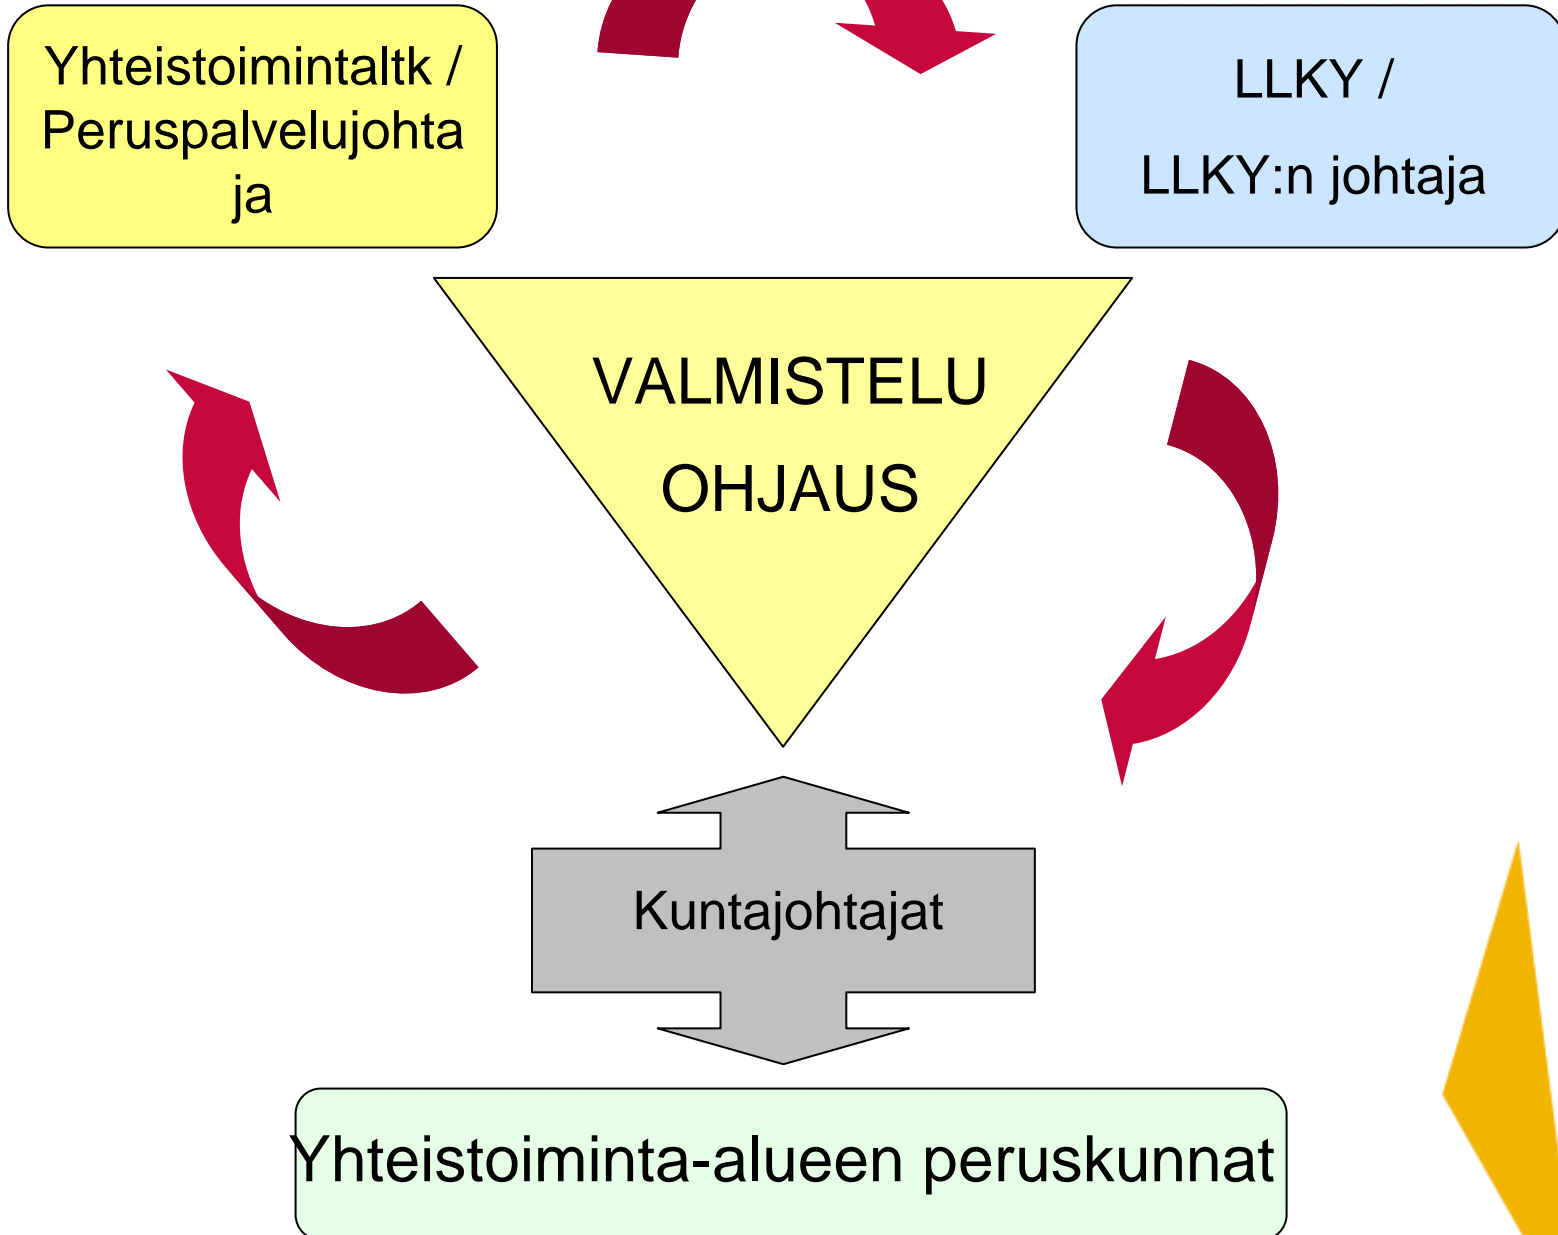 Yhteistoimintaltk /
Peruspalvelujohta
ja
LLKY /
LLKY:n johtaja
VALMISTELU
OHJAUS
Kuntajohtajat
Yhteistoiminta-alueen peruskunnat